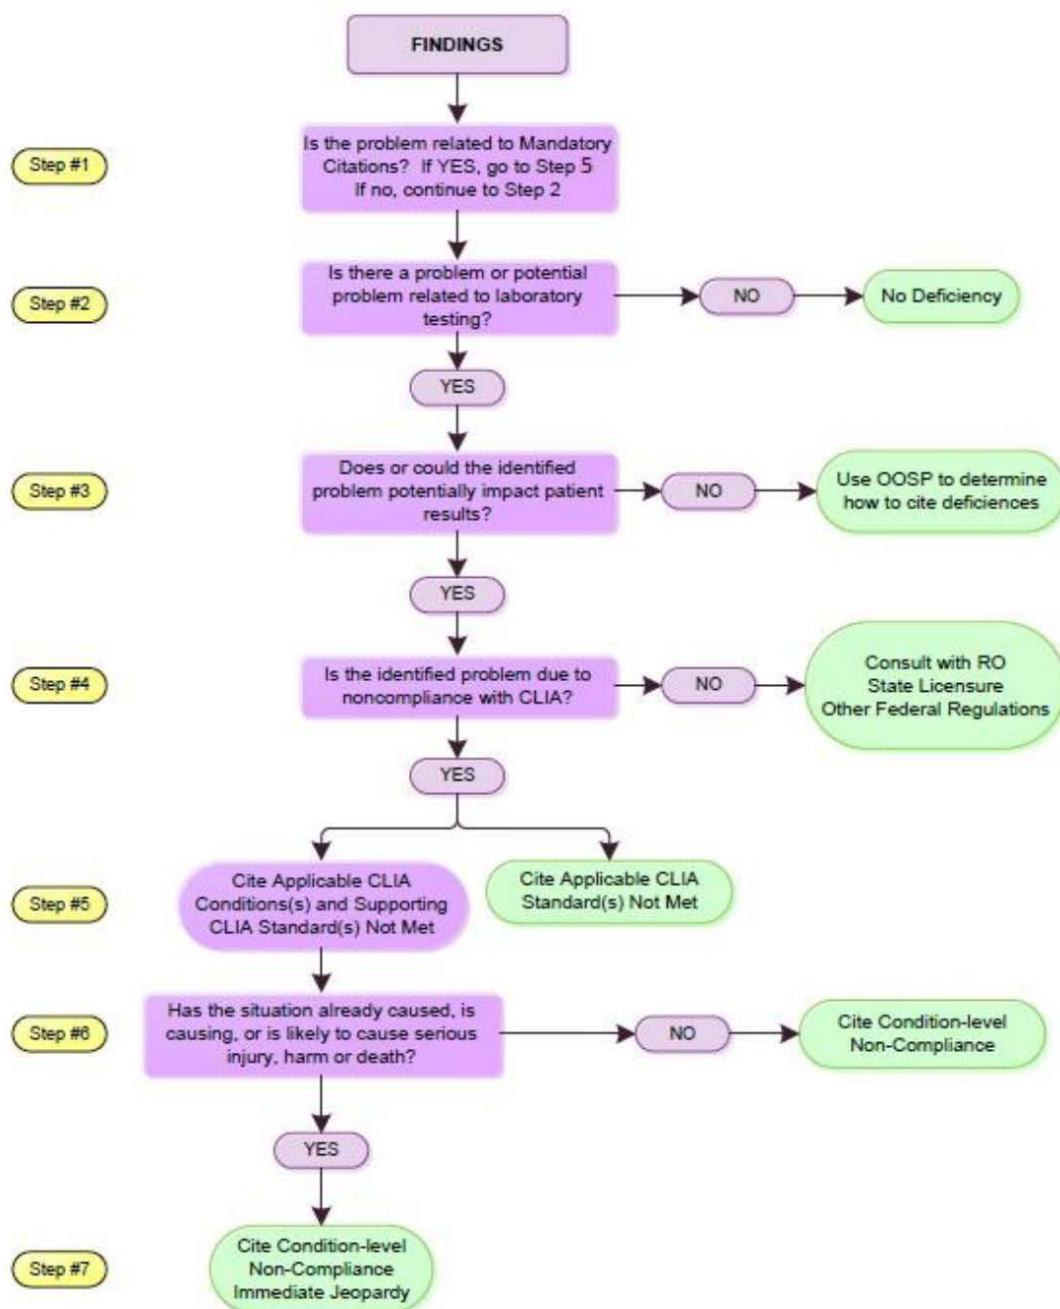 FINDINGS
Step #1
Is the problem related to Mandatory
Citations? If YES, go to Step 5
If no, continue to Step 2
Step #2
Is there a problem or potential
problem related to laboratory
testing?
NO
No Deficiency
YES
Step #3
Does or could the identified
problem potentially impact patient
results?
NO
Use OOSP to determine
how to cite deficiences
YES
Step #4
Is the identified problem due to
noncompliance with CLIA?
NO
Consult with RO
State Licensure
Other Federal Regulations
YES
Step #5
Cite Applicable CLIA
Conditions(s) and Supporting
CLIA Standard(s) Not Met
Cite Applicable CLIA
Standard(s) Not Met
Step #6
Has the situation already caused, is
causing, or is likely to cause serious
injury, harm or death?
NO
Cite Condition-level
Non-Compliance
YES
Step #7
Cite Condition-level
Non-Compliance
Immediate Jeopardy